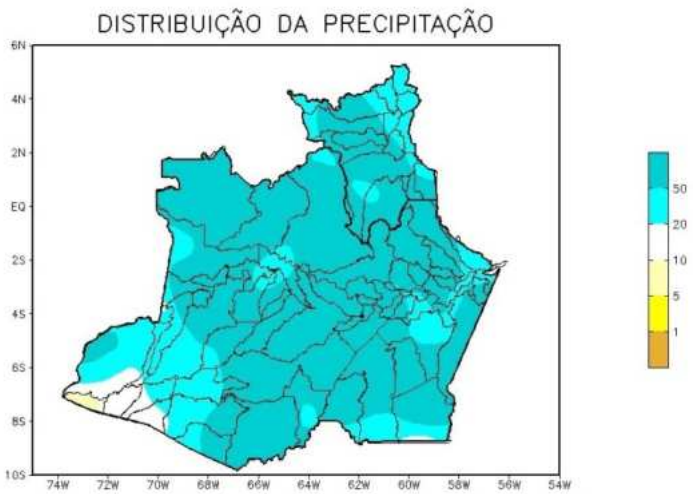 DISTRIBUIÇÃO DA PRECIPITAÇÃO
6N
4N
2N
EQ
2S
4S
6S
8S
10S
74W 72W 70W 68W 66W 64W 62W 60W 58W 56W 54W
50
20
10
5
1